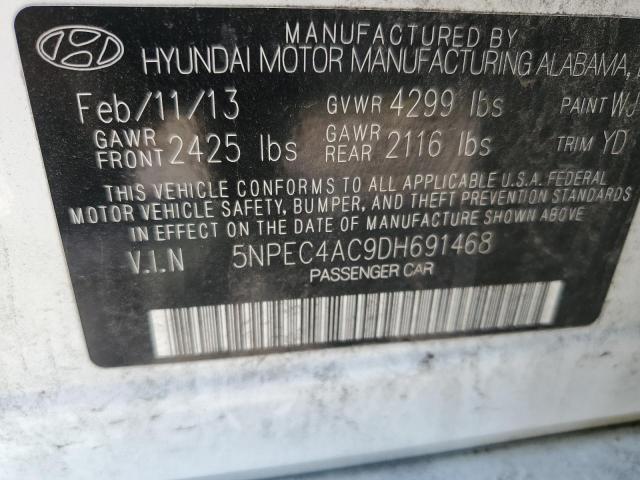 MANUFACTURED BY
HYUNDAI MOTOR MANUFACTURING ALABAMA,
Feb/11/13 GVWR 4299 lbs PAINT
GAWR FRONT 2425 lbs GAWR REAR 2116 lbs TRIM YD
THIS VEHICLE CONFORMS TO ALL APPLICABLE U.S.A. FEDERAL
MOTOR VEHICLE SAFETY, BUMPER, AND THEFT PREVENTION STANDARDS
IN EFFECT ON THE DATE OF MANUFACTURE SHOWN ABOVE
V.I.N 5NPEC4AC9DH691468
PASSENGER CAR